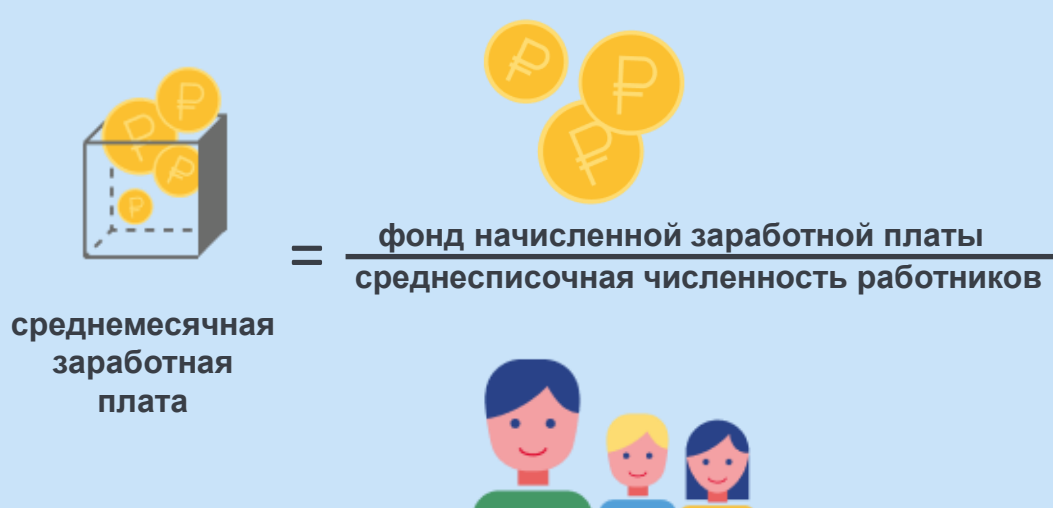 среднемесячная
заработная
плата
=
фонд начисленной заработной платы
среднесписочная численность работников